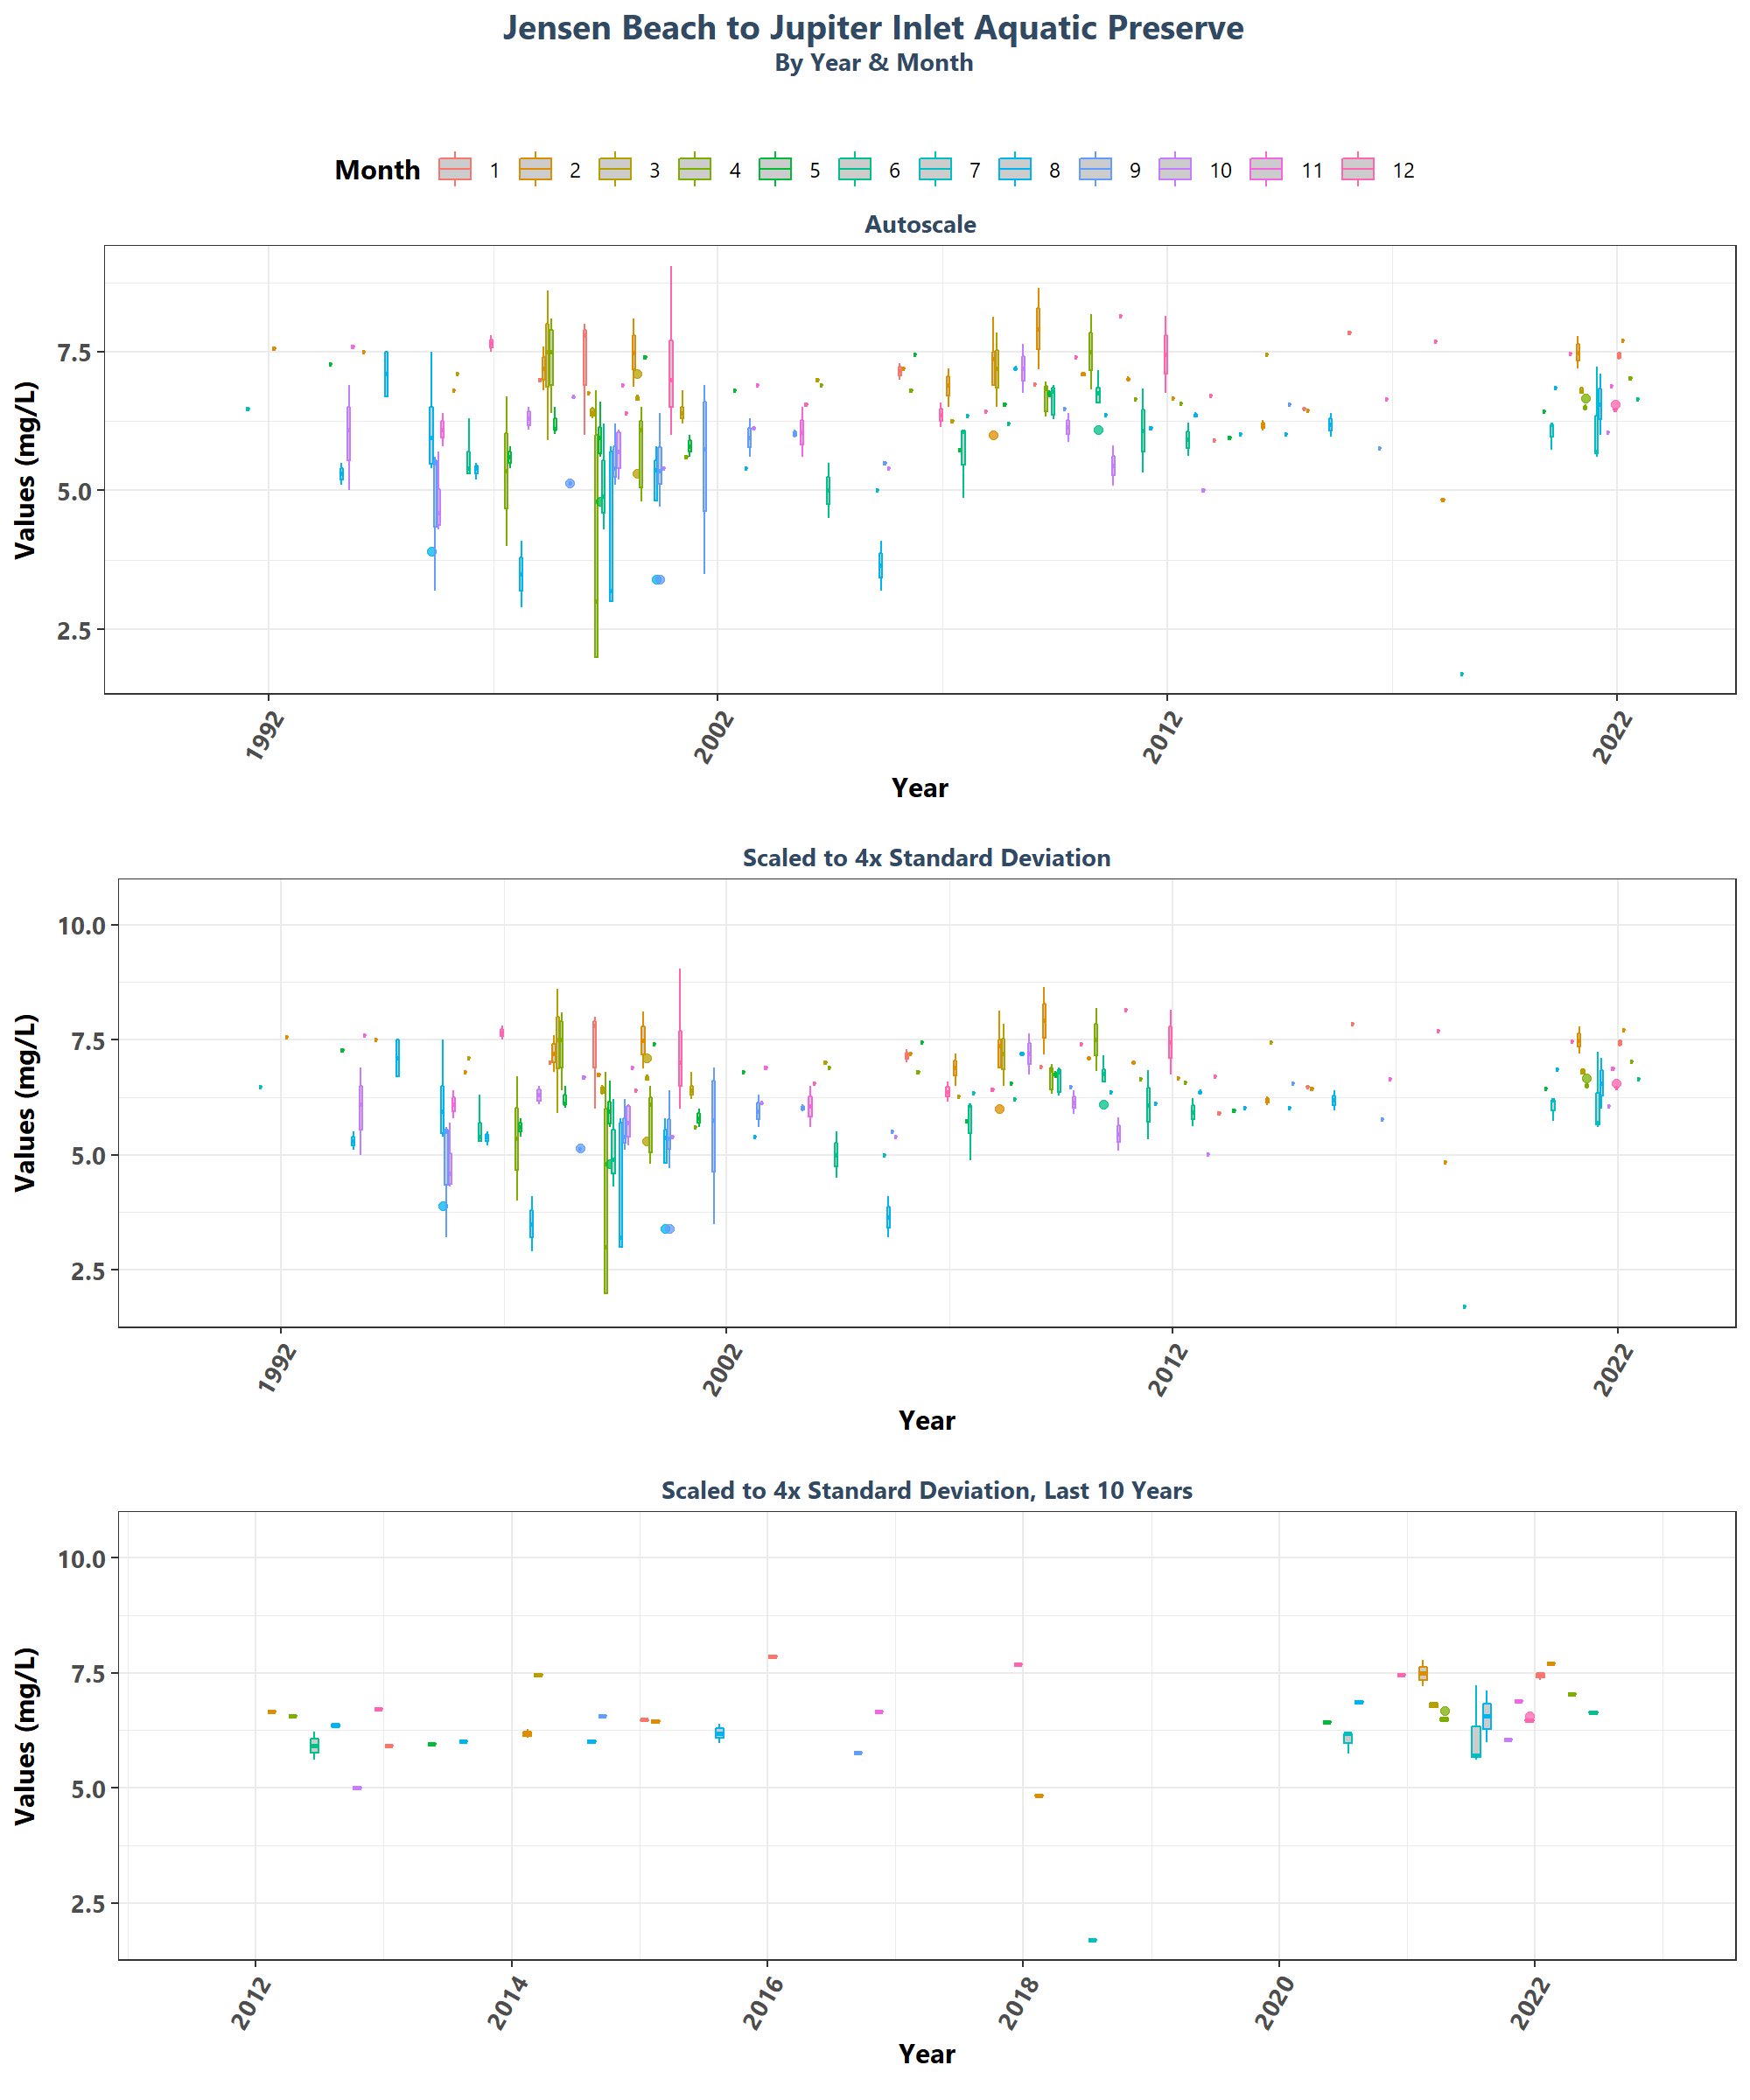 Jensen Beach to Jupiter Inlet Aquatic Preserve
By Year & Month
Month 1 2 3 4 5 6 7 8 9 10 11 12
Autoscale
Values (mg/L)
7.5
5.0
2.5
1992 2002 2012 2022
Year
Scaled to 4x Standard Deviation
Values (mg/L)
10.0
7.5
5.0
2.5
1992 2002 2012 2022
Year
Scaled to 4x Standard Deviation, Last 10 Years
Values (mg/L)
10.0
7.5
5.0
2.5
2012 2014 2016 2018 2020 2022
Year